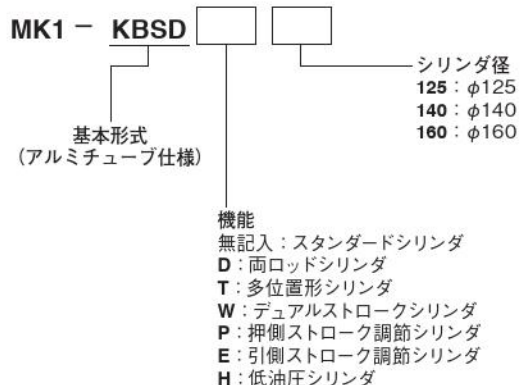 MK1 － KBSD
シリンダ径
125：φ125
140：φ140
160：φ160
基本形式
（アルミチューブ仕様）
機能
無記入：スタンダードシリンダ
D：両ロッドシリンダ
T：多位置形シリンダ
W：デュアルストロークシリンダ
P：押側ストローク調節シリンダ
E：引側ストローク調節シリンダ
H：低油圧シリンダ